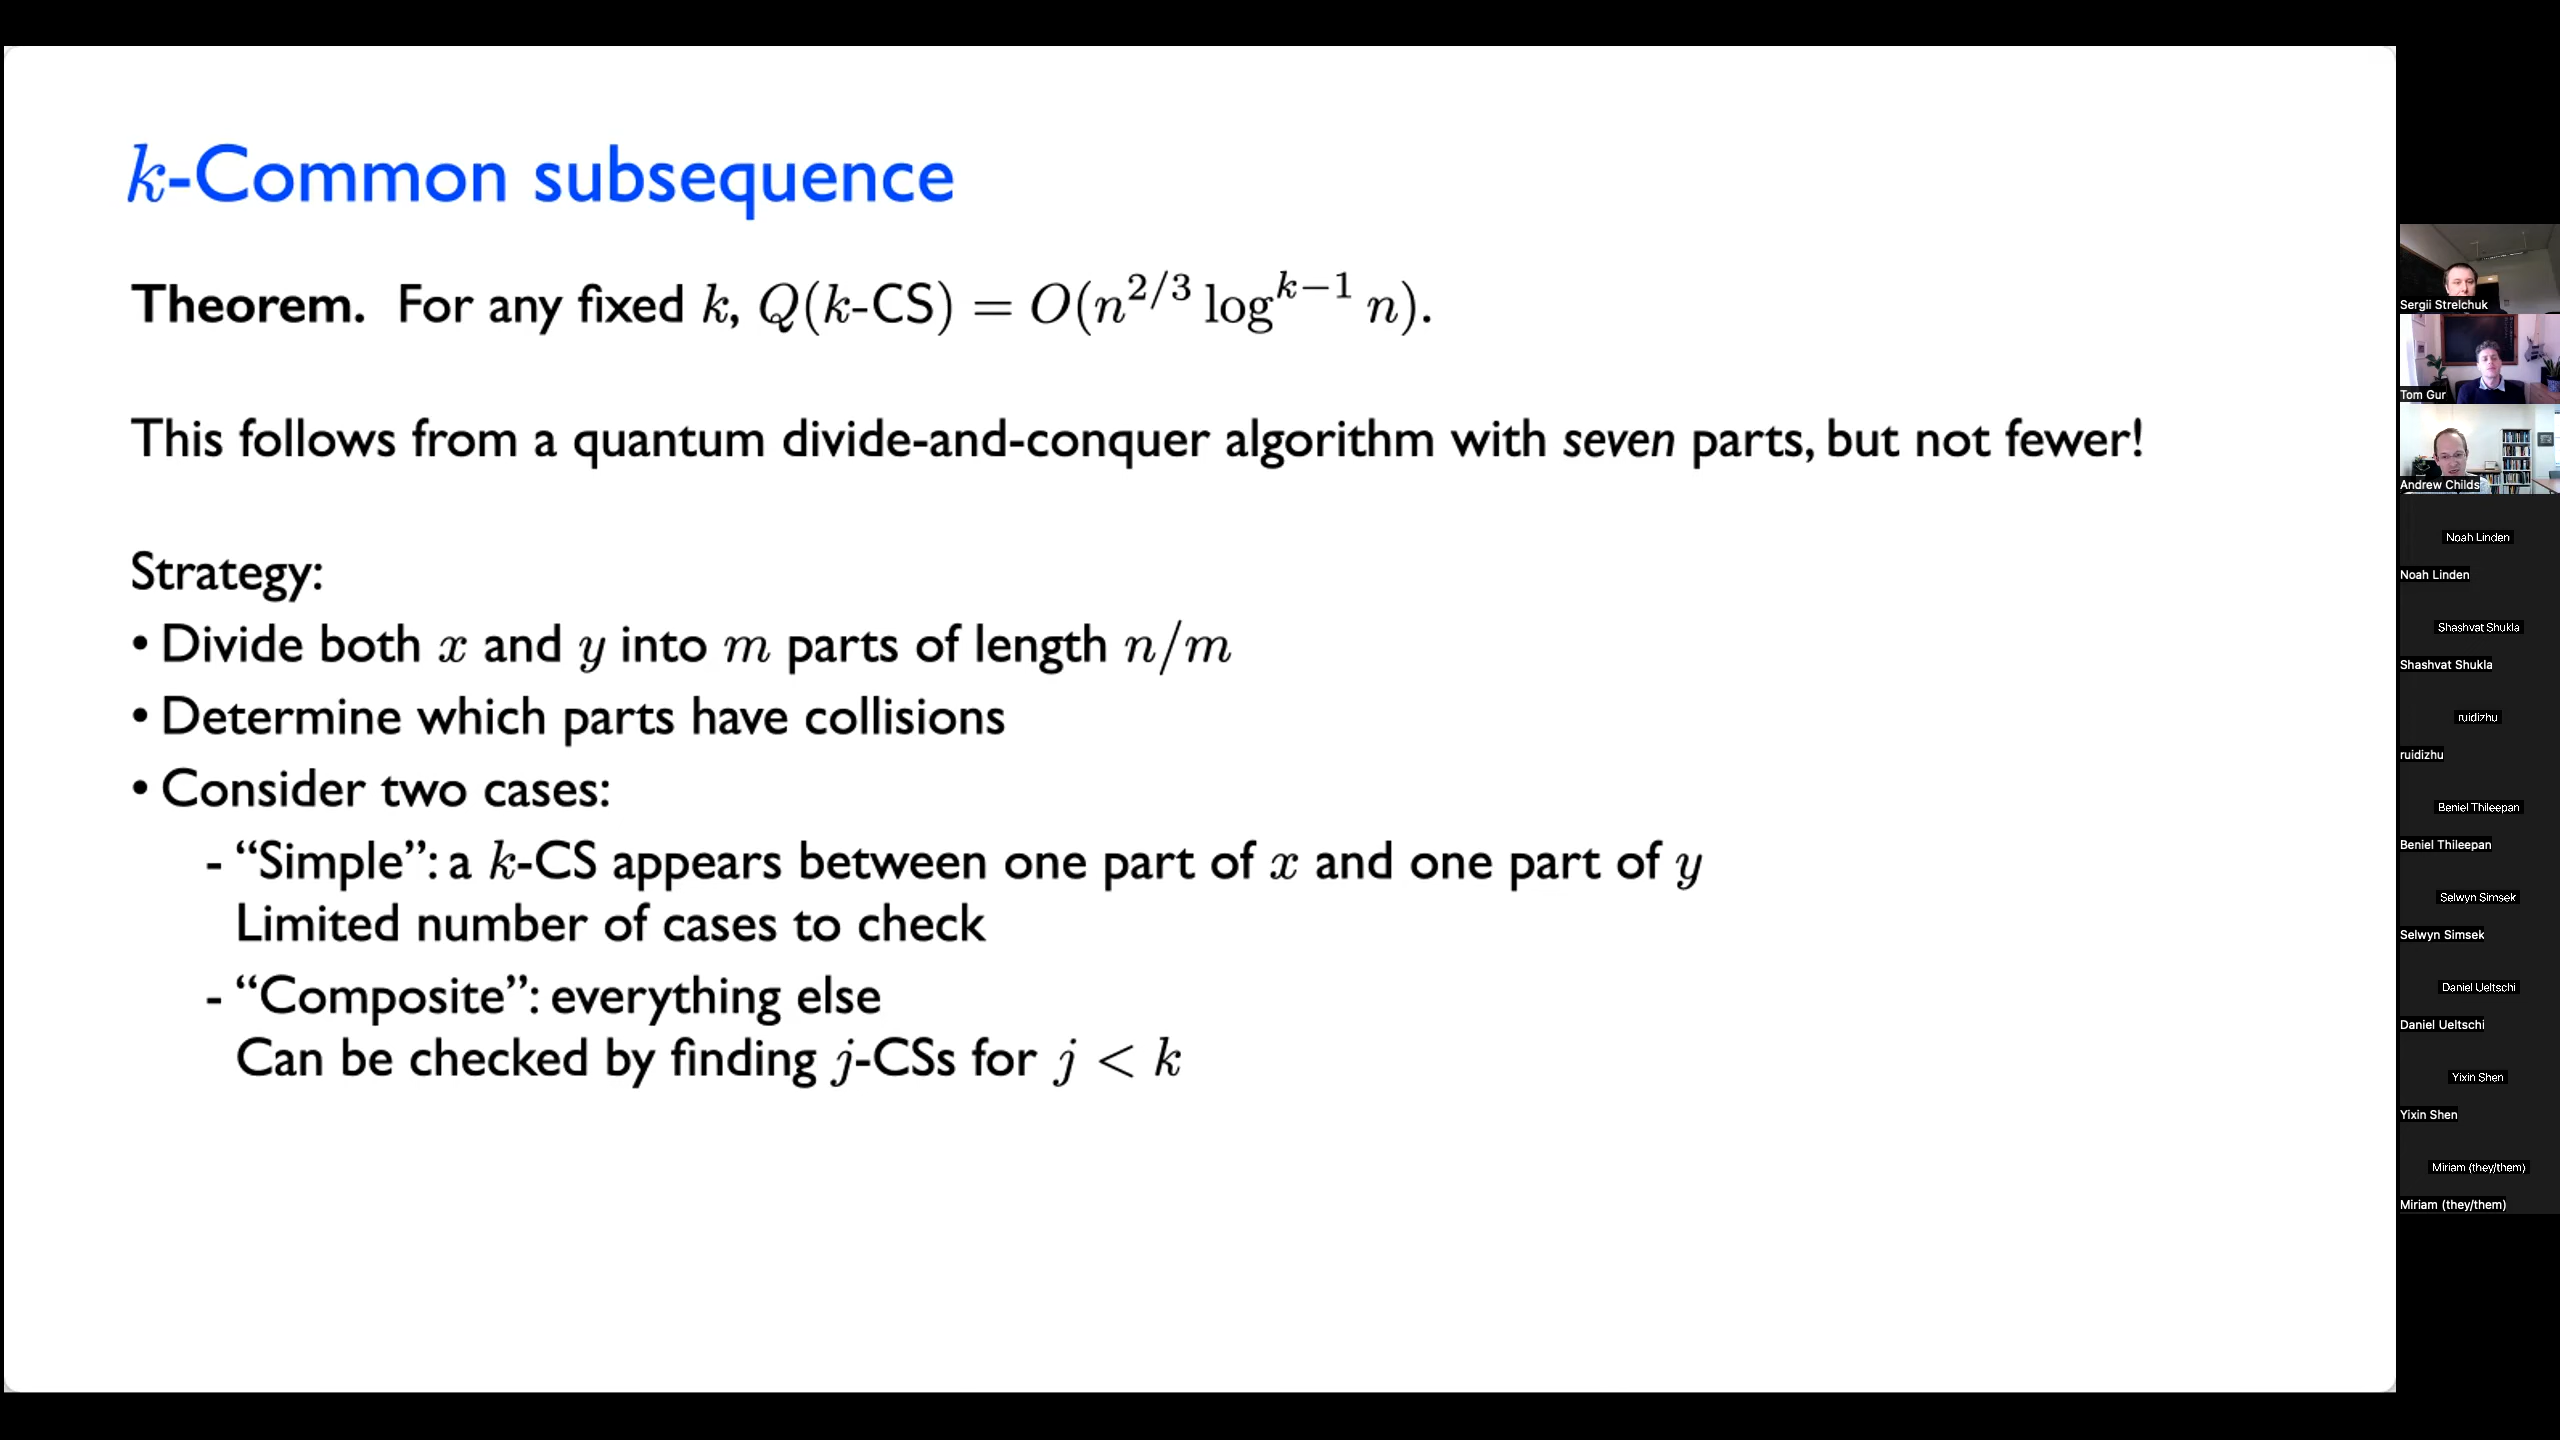 k-Common subsequence
Theorem. For any fixed k, Q(k-CS) = O(n^{2/3} log^{k−1} n).
This follows from a quantum divide-and-conquer algorithm with seven parts, but not fewer!
Strategy:
• Divide both x and y into m parts of length n/m
• Determine which parts have collisions
• Consider two cases:
- “Simple”: a k-CS appears between one part of x and one part of y
Limited number of cases to check
- “Composite”: everything else
Can be checked by finding j-CSs for j < k
Sergii Strelchuk
Tom Gur
Andrew Childs
Noah Linden
Noah Linden
Shashvat Shukla
Shashvat Shukla
ruidizhu
ruidizhu
Beniel Thileepan
Beniel Thileepan
Selwyn Simsek
Selwyn Simsek
Daniel Ueltschi
Daniel Ueltschi
Yixin Shen
Yixin Shen
Miriam (they/them)
Miriam (they/them)